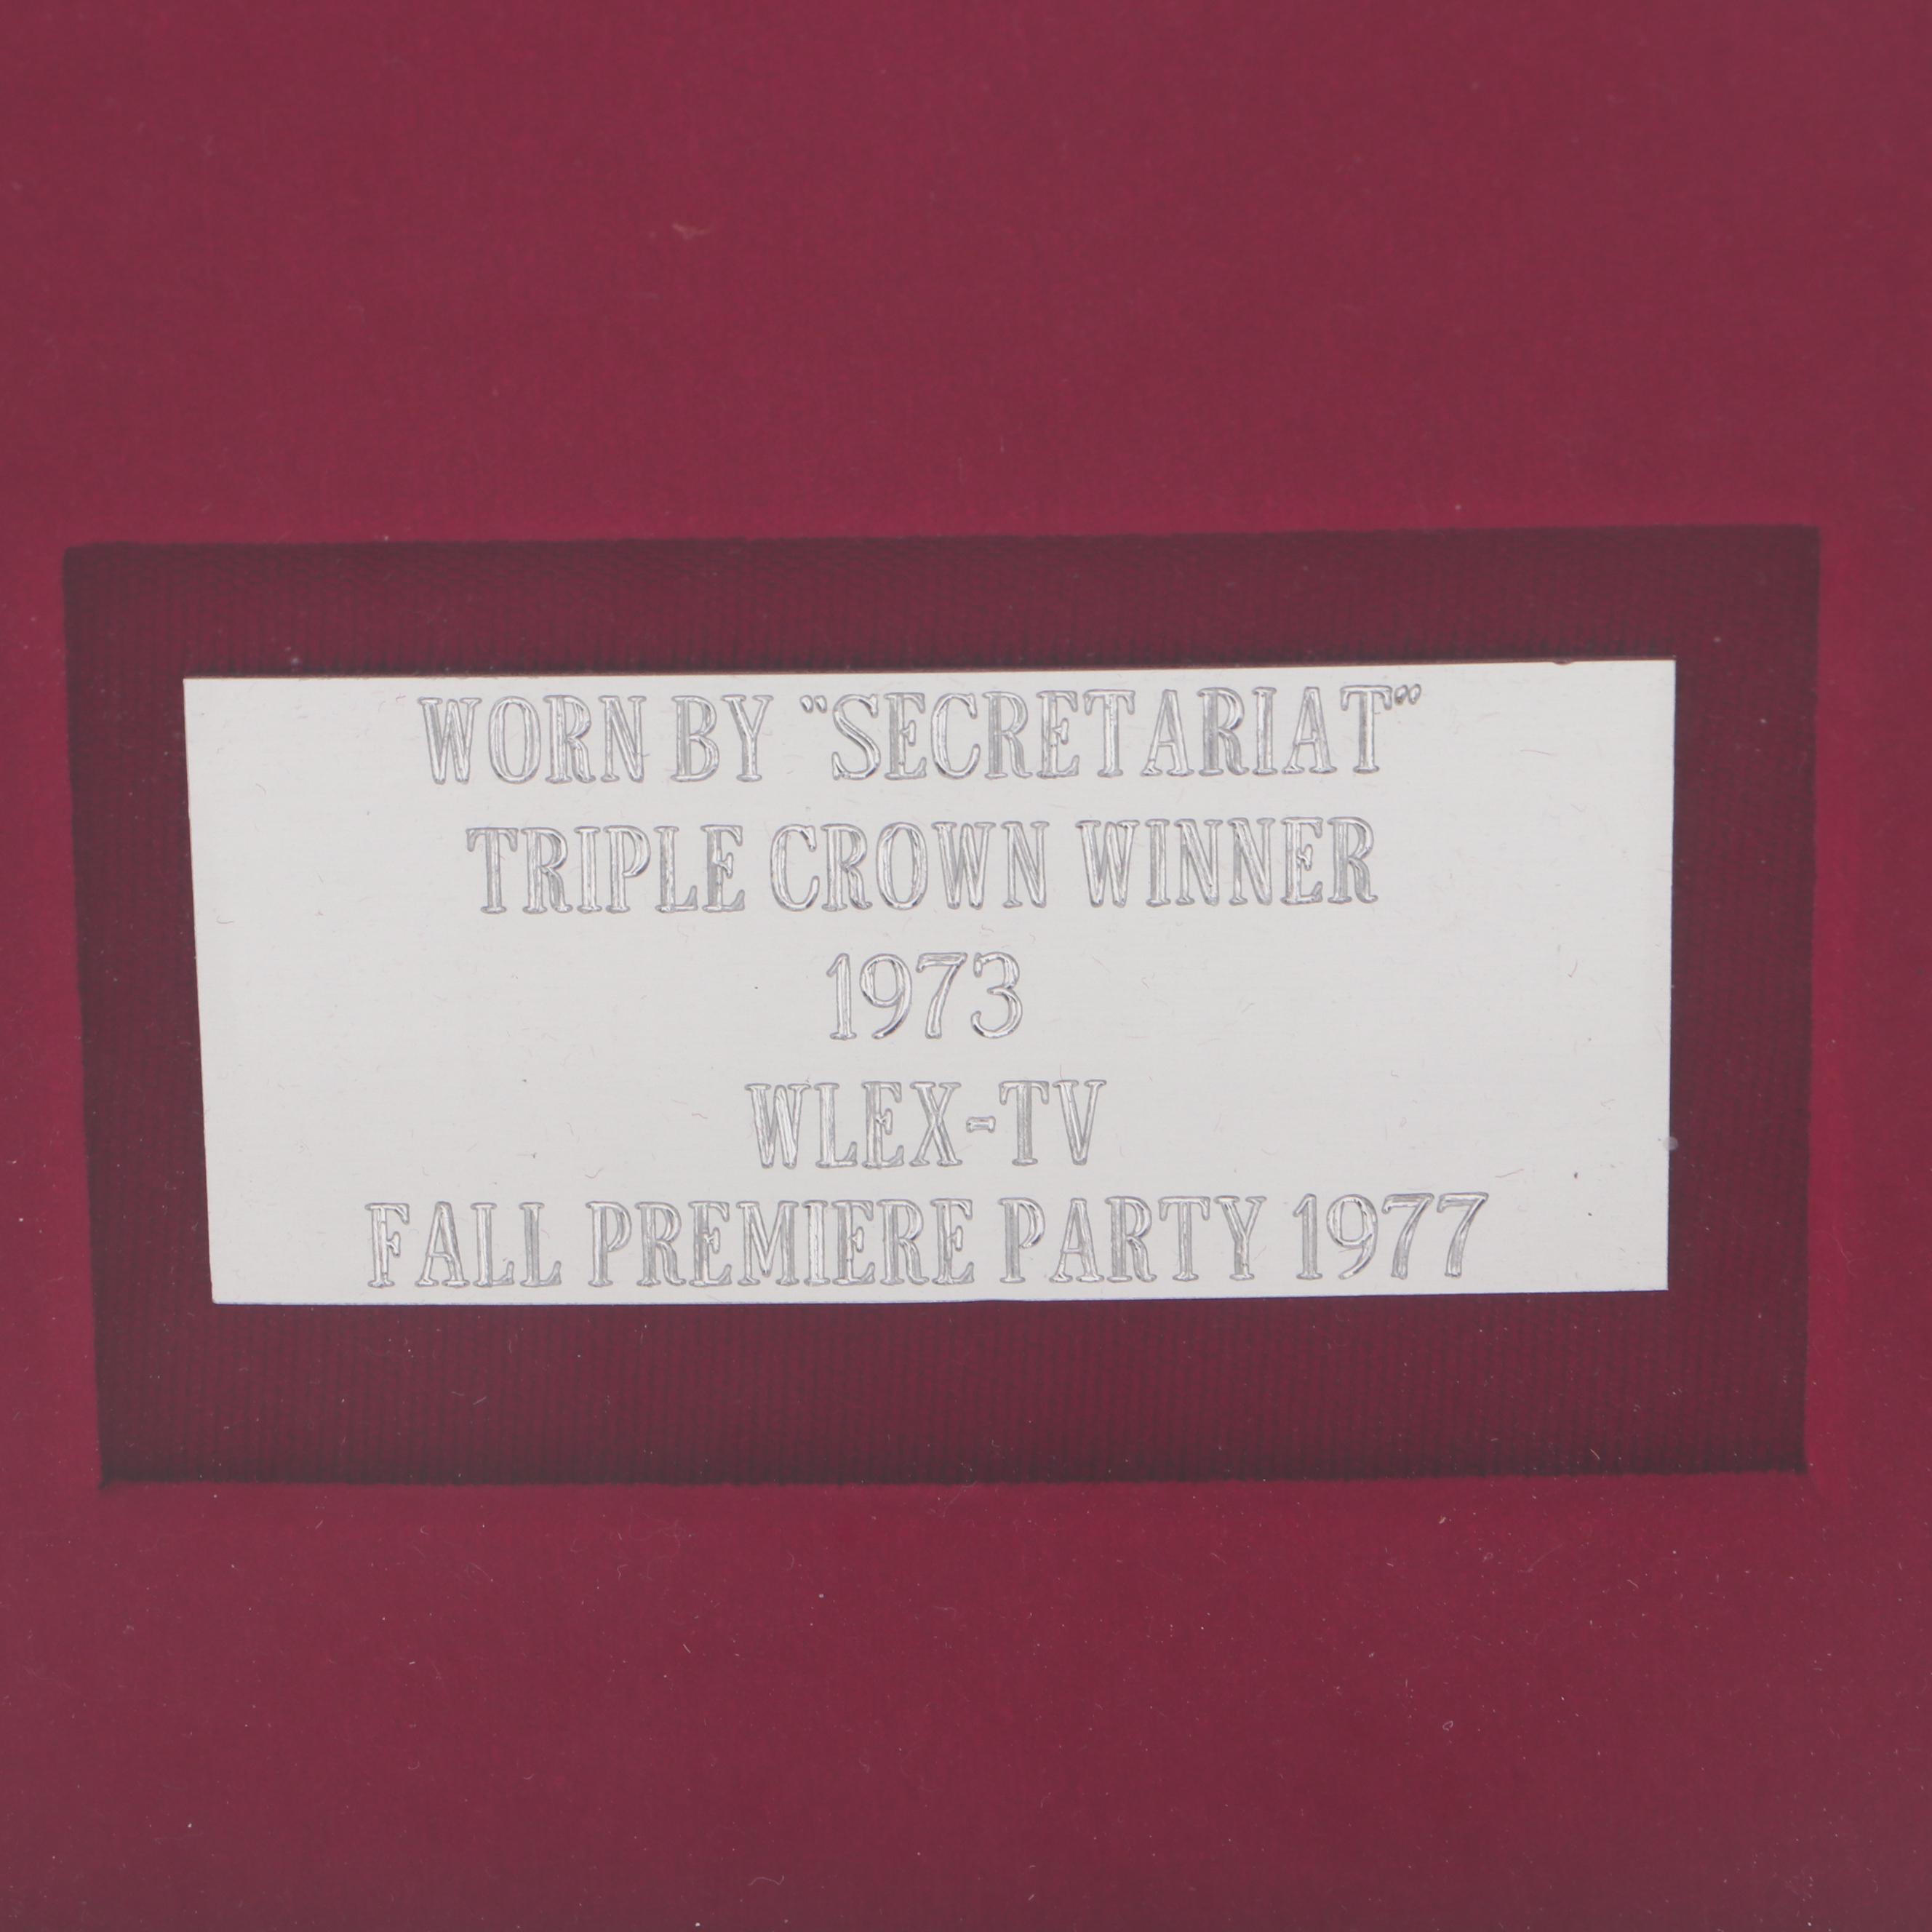 WORN BY "SECRETARIAT"
TRIPLE CROWN WINNER
1973
WLEX-TV
FALL PREMIERE PARTY 1977